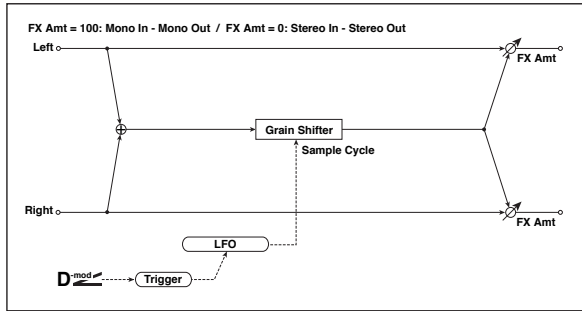 FX Amt = 100: Mono In - Mono Out / FX Amt = 0: Stereo In - Stereo Out
Left
FX Amt
Grain Shifter
Sample Cycle
Right
FX Amt
LFO
D-mod
Trigger